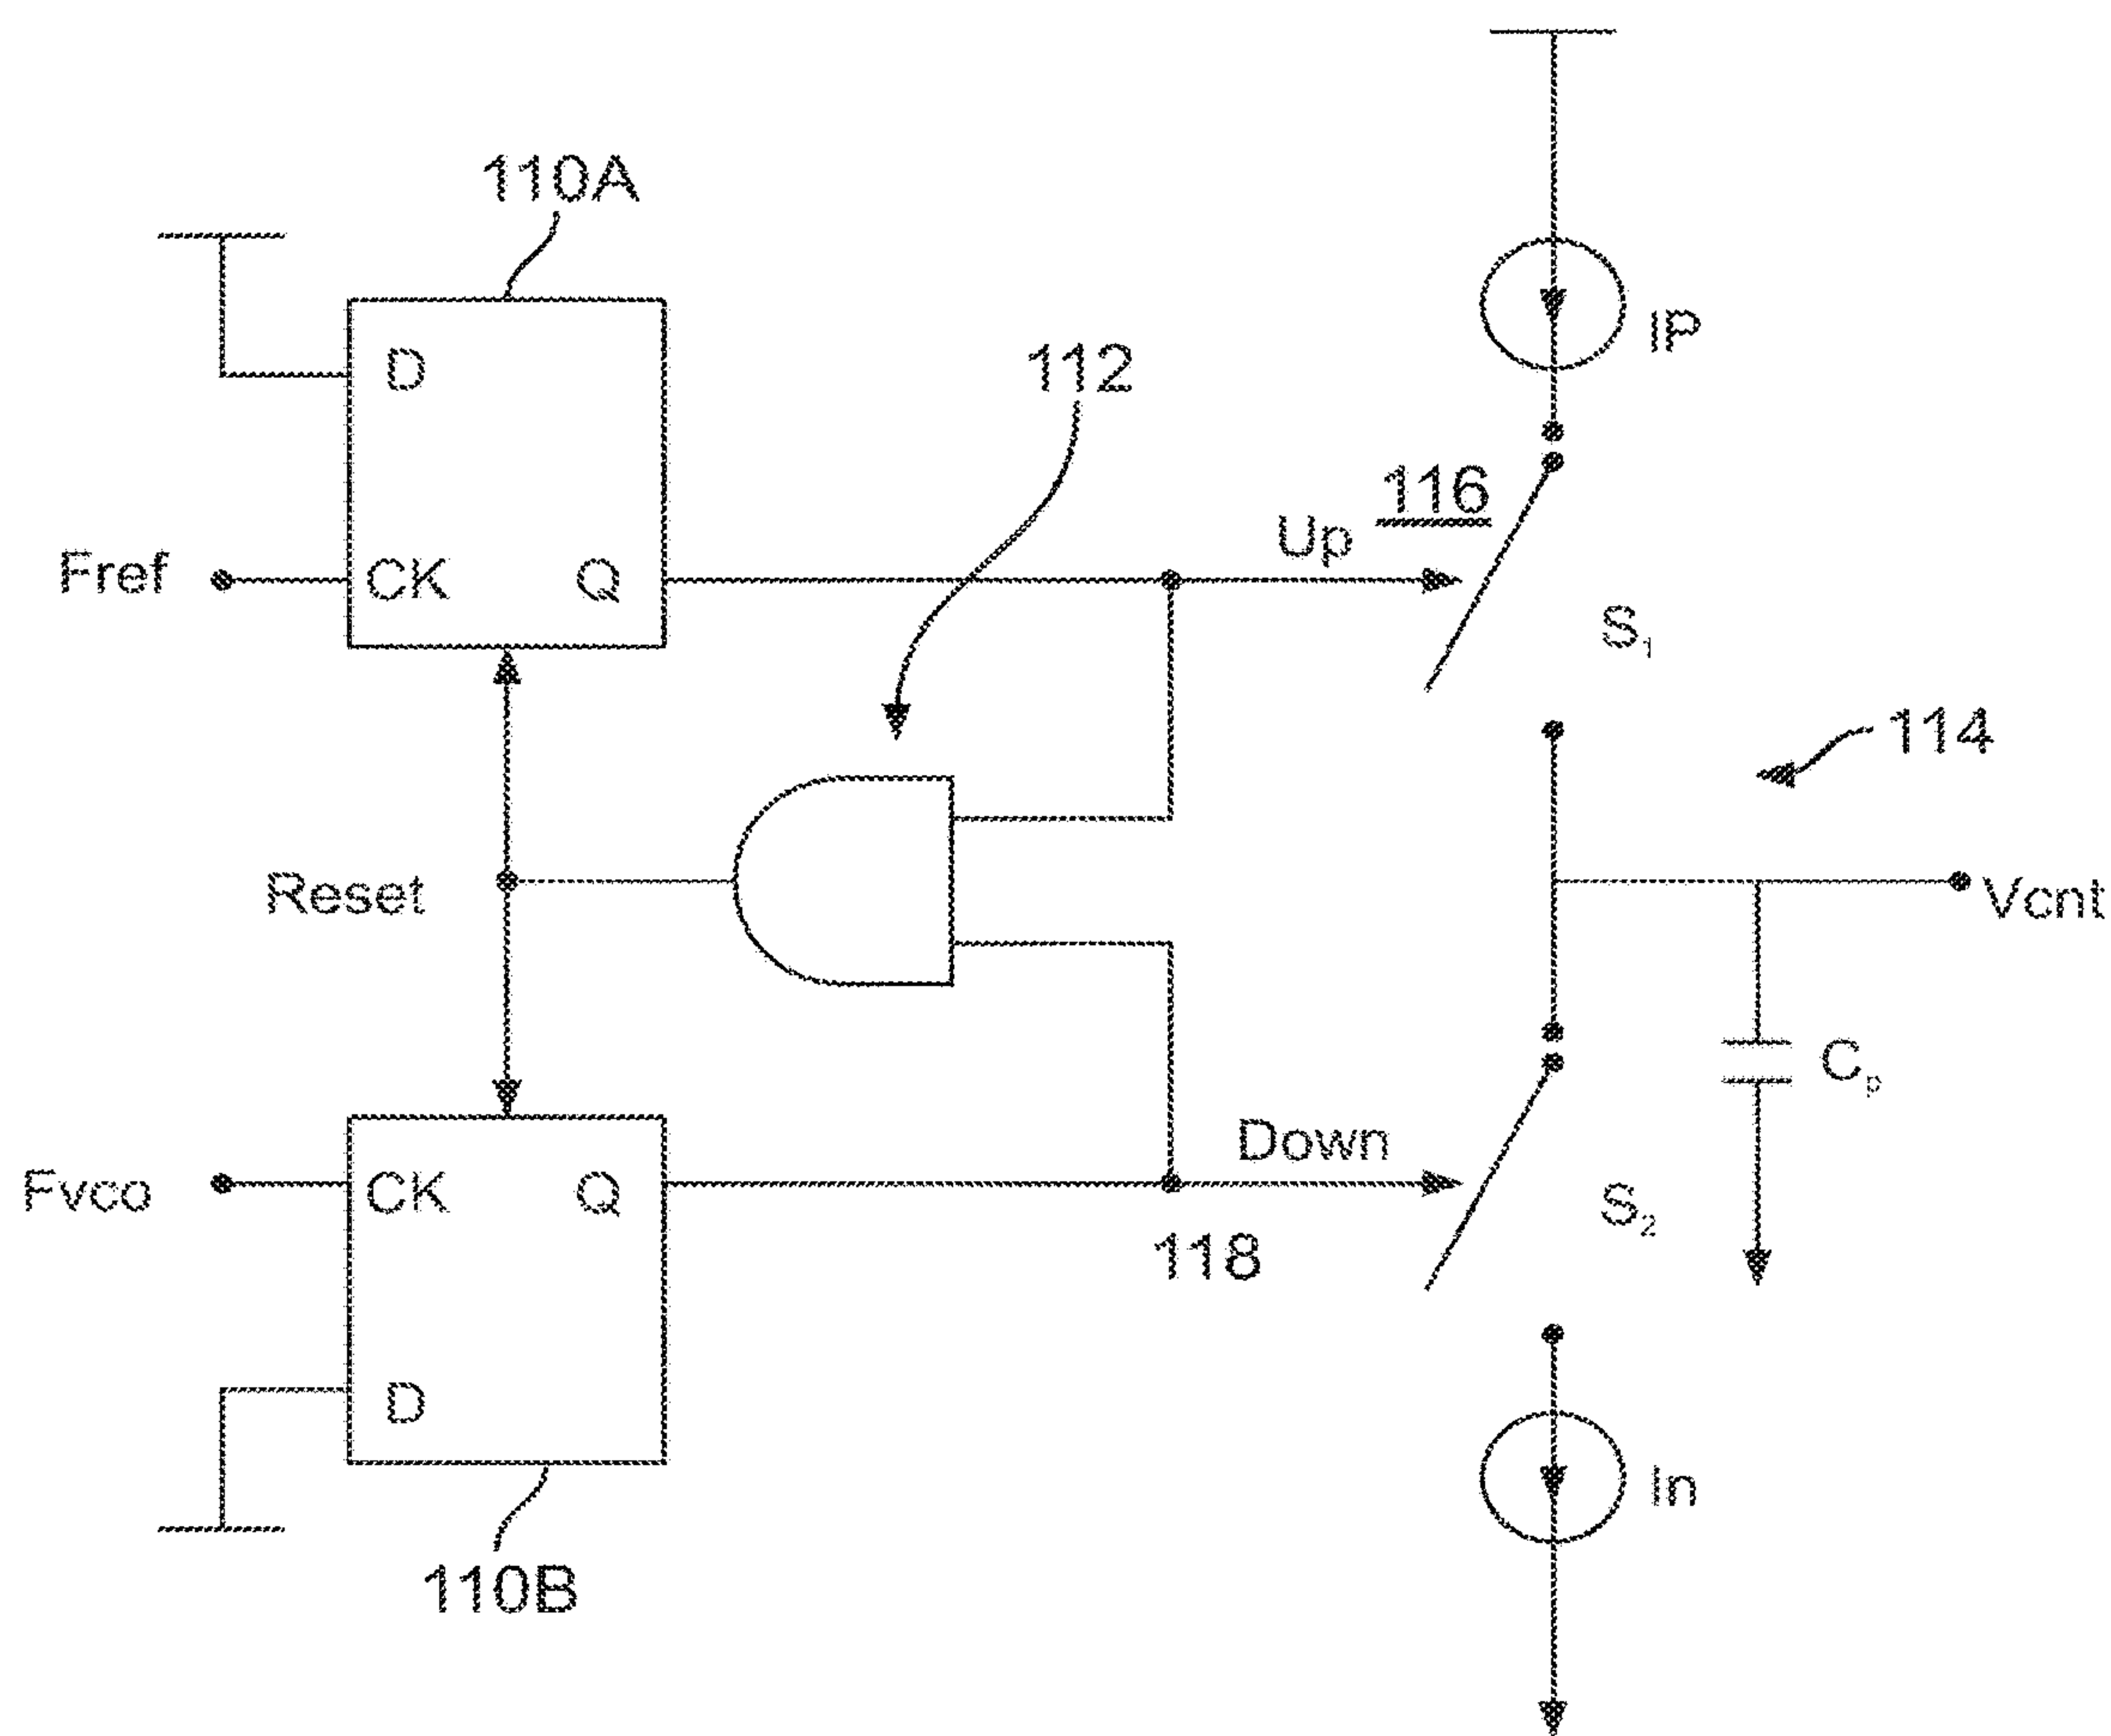 110A
D
IP
112
116
Up
Fref
CK
Q
S1
114
Reset
Vcnt
Cp
Down
Fvco
CK
Q
S2
118
D
In
110B